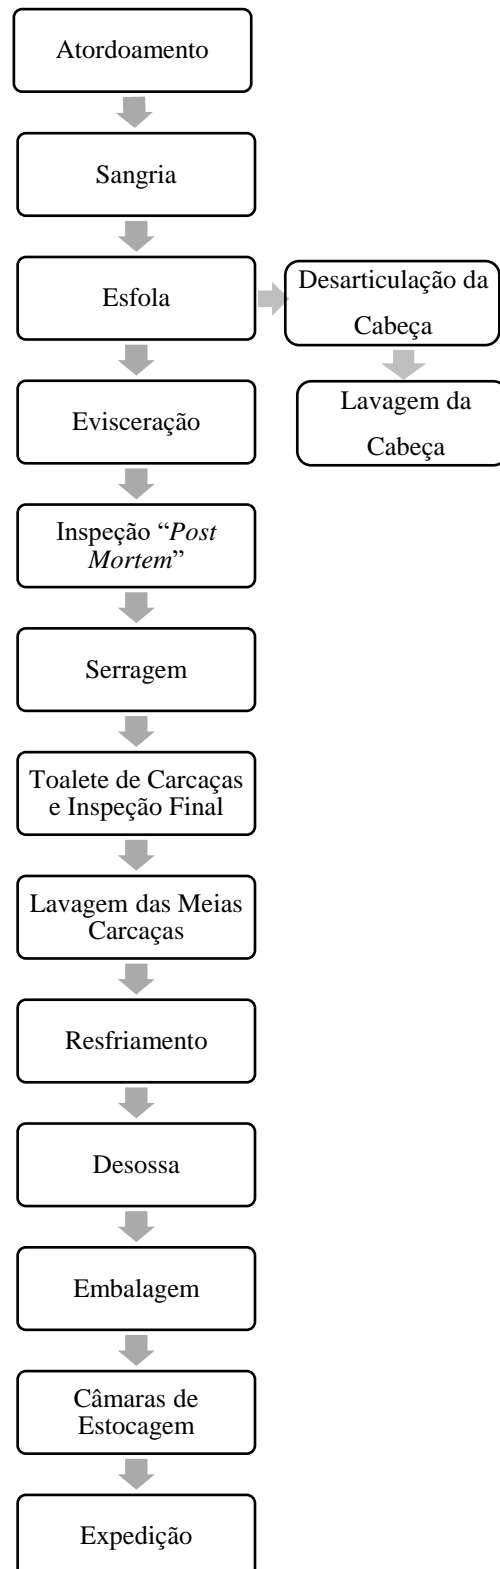 Atordoamento
Sangria
Esfola
Desarticulação da
Cabeça
Lavagem da
Cabeça
Evisceração
Inspeção “Post
Mortem”
Serragem
Toalete de Carcaças
e Inspeção Final
Lavagem das Meias
Carcaças
Resfriamento
Desossa
Embalagem
Câmaras de
Estocagem
Expedição